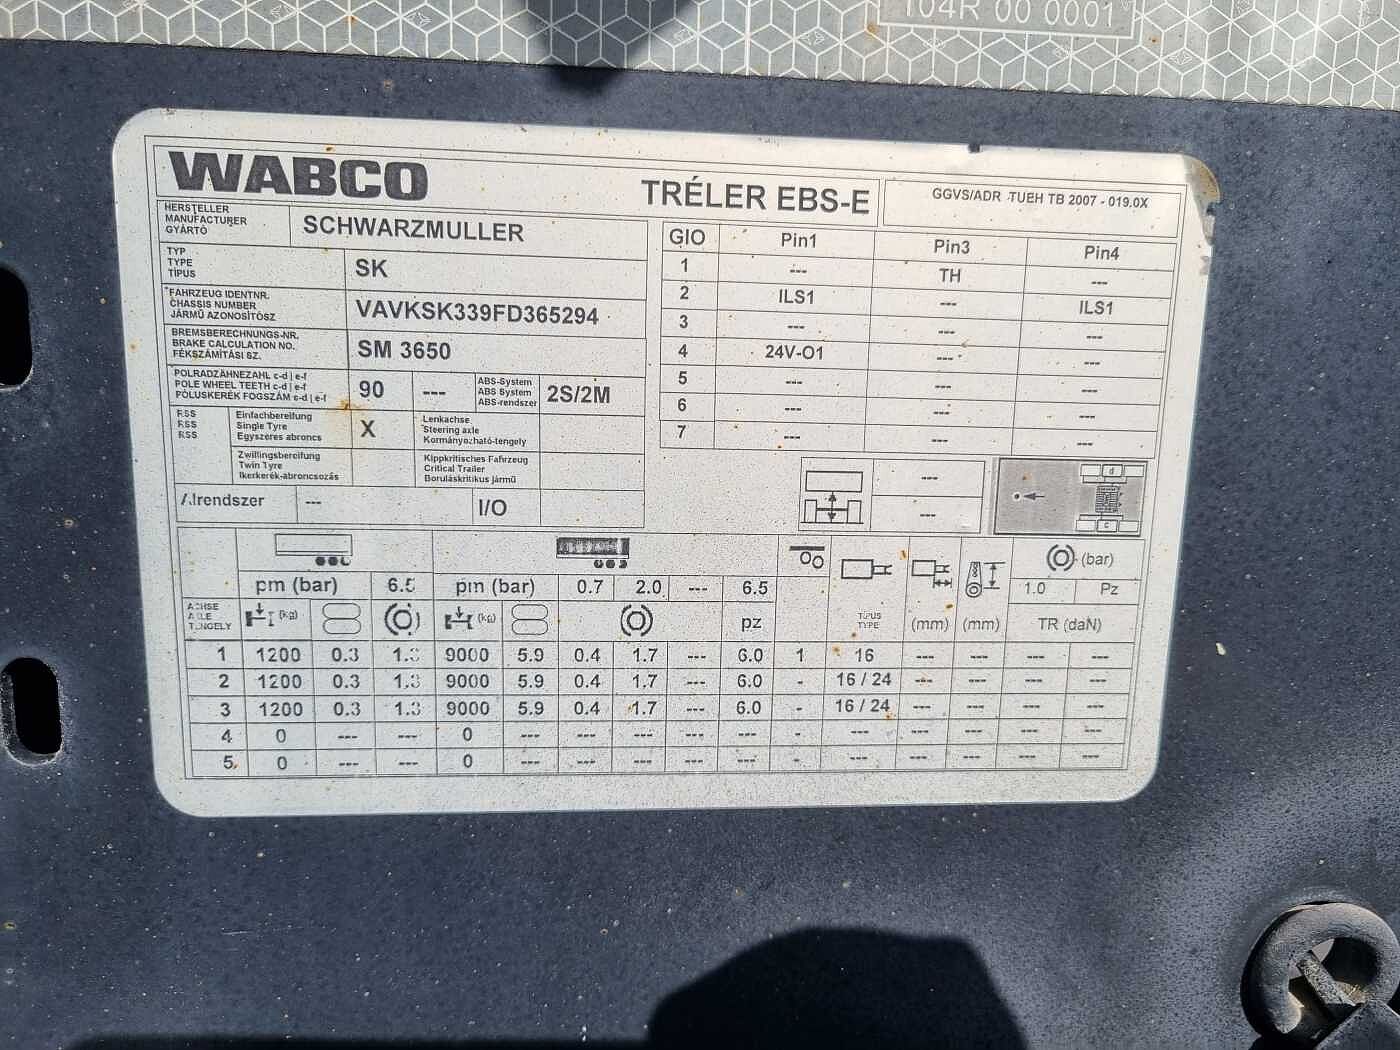 104R 00 0001
WABCO
TRÉLER EBS-E
GGVS/ADR TUEH TB 2007 - 019.0X
HERSTELLER
MANUFACTURER
GYÁRTÓ
SCHWARZMULLER
TYP
TYPE
TÍPUS
SK
FAHRZEUG IDENTNR.
CHASSIS NUMBER
JÁRMŰ AZONOSÍTÓSZ
VAVKSK339FD365294
BREMSBERECHNUNGS-NR.
BRAKE CALCULATION NO.
FÉKSZÁMÍTÁSI SZ.
SM 3650
POLRADZÄHNEZAHL c-d | e-f
POLE WHEEL TEETH c-d | e-f
PÓLUSKERÉK FOGSZÁM c-d | e-f
90 ---
ABS-System
ABS System
ABS-rendszer
2S/2M
RSS
RSS
RSS
Einfachbereifung
Single Tyre
Egyszeres abroncs
X
Lenkachse
Steering axle
Kormányozható-tengely
Zwillingsbereifung
Twin Tyre
Ikerkerék-abroncsozás
Kippkritisches Fahrzeug
Critical Trailer
Boruláskritikus jármű
Alrendszer --- I/O
GIO Pin1 Pin3 Pin4
1 --- TH ---
2 ILS1 --- ILS1
3 --- --- ---
4 24V-O1 --- ---
5 --- --- ---
6 --- --- ---
7 --- --- ---
---
---
d
c
pm (bar) 6.5 pm (bar) 0.7 2.0 --- 6.5 (bar)
1.0 Pz
ACHSE
AXLE
TENGELY
(kg) (kg) pz
TÍPUS
TYPE
(mm) (mm) TR (daN)
1 1200 0.3 1.3 9000 5.9 0.4 1.7 --- 6.0 1 16 --- --- --- ---
2 1200 0.3 1.3 9000 5.9 0.4 1.7 --- 6.0 - 16 / 24 --- --- --- ---
3 1200 0.3 1.3 9000 5.9 0.4 1.7 --- 6.0 - 16 / 24 --- --- --- ---
4 0 --- --- 0 --- --- --- --- --- - --- --- --- --- ---
5 0 --- --- 0 --- --- --- --- --- - --- --- --- --- ---